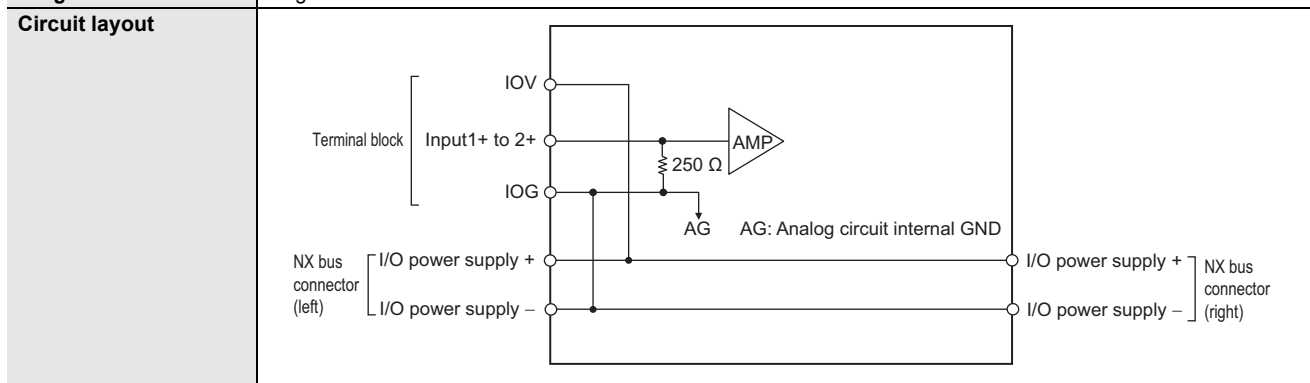 Circuit layout
IOV
Terminal block
Input1+ to 2+
AMP
250 Ω
IOG
AG
AG: Analog circuit internal GND
NX bus
connector
(left)
I/O power supply +
I/O power supply −
I/O power supply +
I/O power supply −
NX bus
connector
(right)